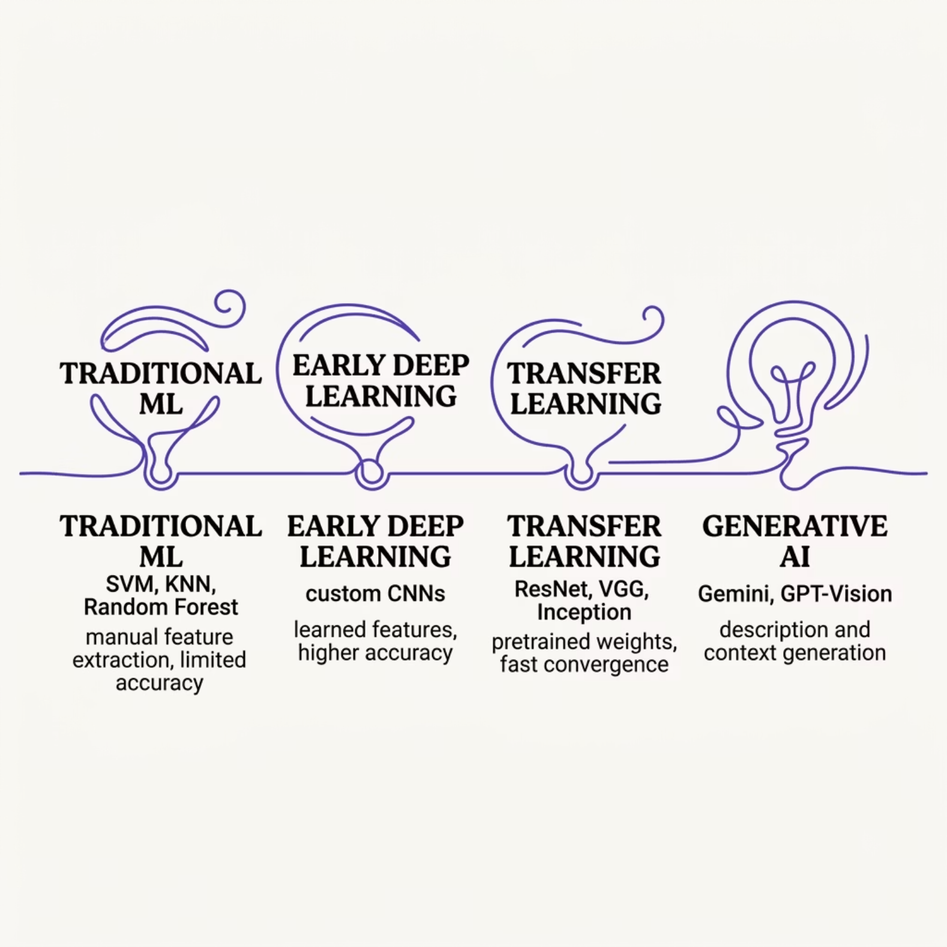 TRADITIONAL
ML
EARLY DEEP
LEARNING
TRANSFER
LEARNING
TRADITIONAL
ML
SVM, KNN,
Random Forest
manual feature
extraction, limited
accuracy
EARLY DEEP
LEARNING
custom CNNs
learned features,
higher accuracy
TRANSFER
LEARNING
ResNet, VGG,
Inception
pretrained weights,
fast convergence
GENERATIVE
AI
Gemini, GPT-Vision
description and
context generation